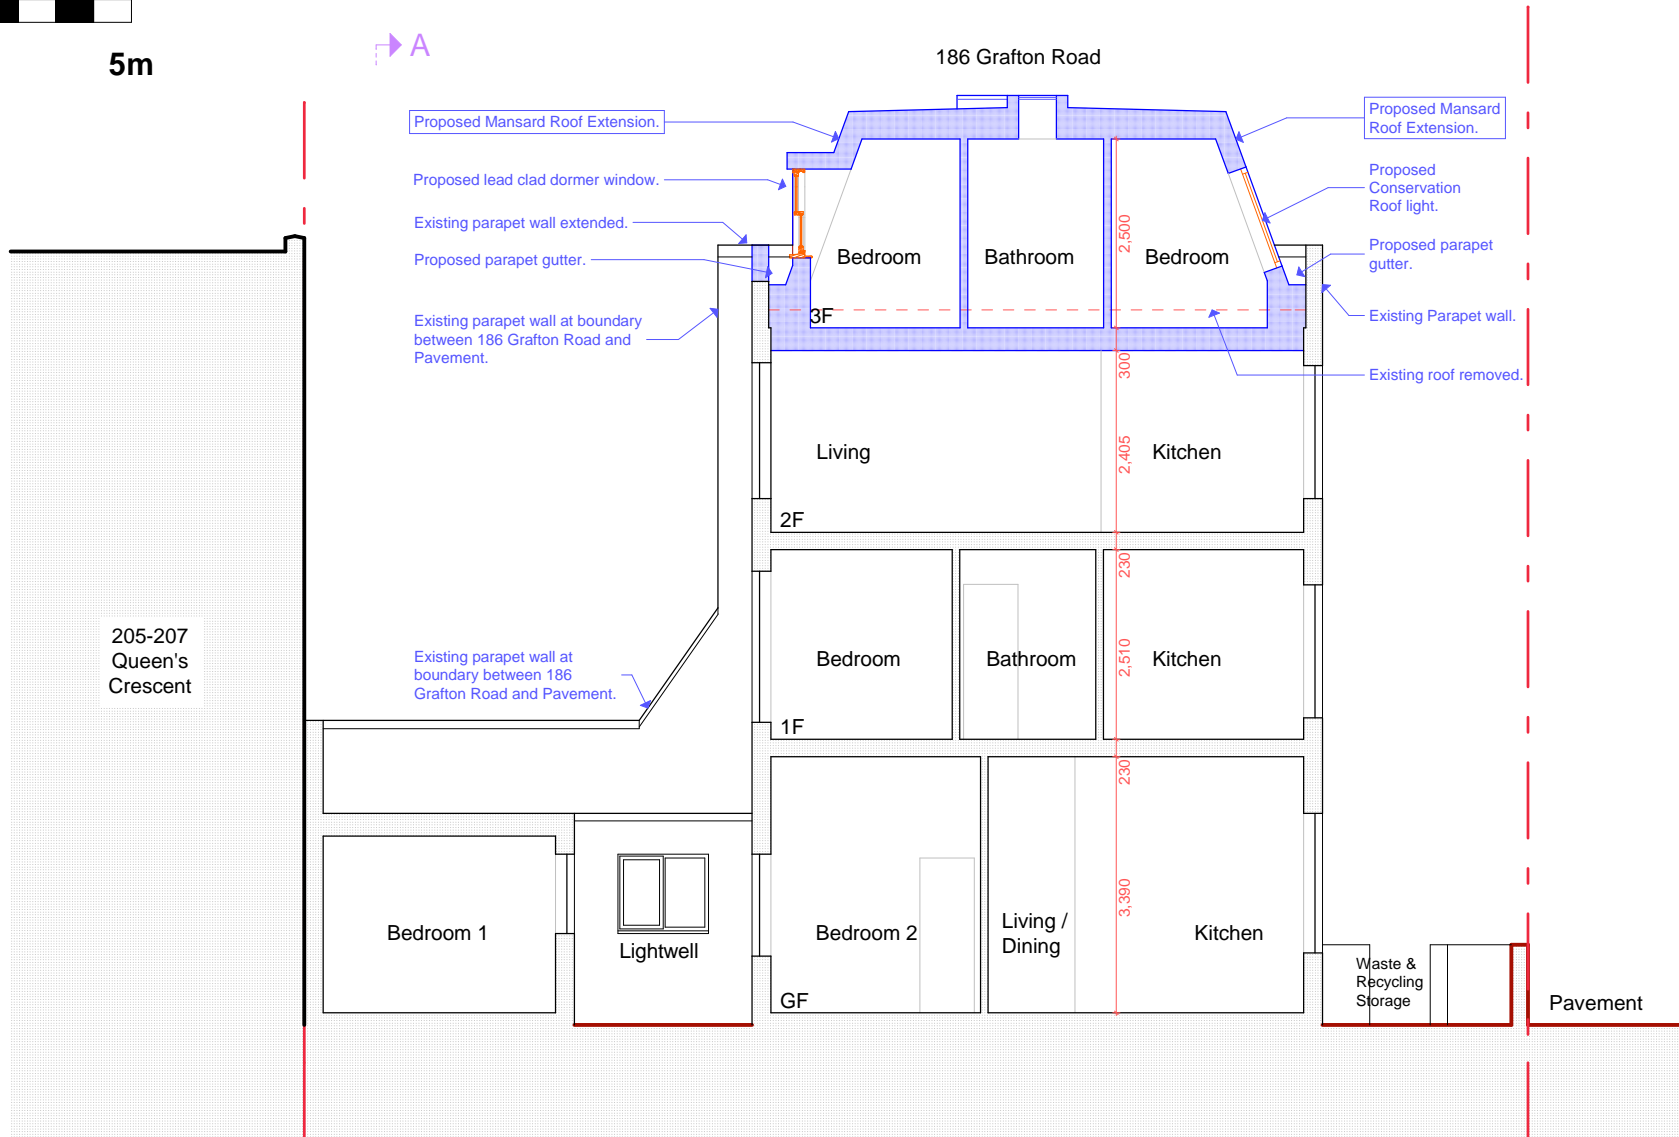 5m
A
186 Grafton Road
Proposed Mansard Roof Extension.
Proposed lead clad dormer window.
Existing parapet wall extended.
Proposed parapet gutter.
Existing parapet wall at boundary
between 186 Grafton Road and
Pavement.
Proposed Mansard
Roof Extension.
Proposed
Conservation
Roof light.
Proposed parapet
gutter.
Existing Parapet wall.
Existing roof removed.
Bedroom
Bathroom
Bedroom
2,500
3F
300
Living
2,405
Kitchen
2F
230
205-207
Queen's
Crescent
Existing parapet wall at
boundary between 186
Grafton Road and Pavement.
Bedroom
Bathroom
2,510
Kitchen
1F
230
3,390
Bedroom 1
Lightwell
Bedroom 2
Living /
Dining
Kitchen
GF
Waste &
Recycling
Storage
Pavement